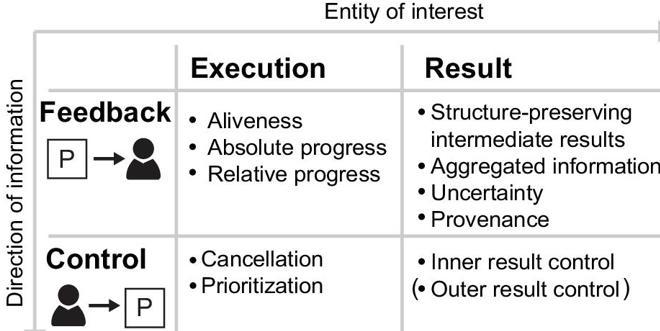 Entity of interest
Direction of information
Execution
Result
Feedback
P
• Aliveness
• Absolute progress
• Relative progress
• Structure-preserving
intermediate results
• Aggregated information
• Uncertainty
• Provenance
Control
P
• Cancellation
• Prioritization
• Inner result control
(• Outer result control)